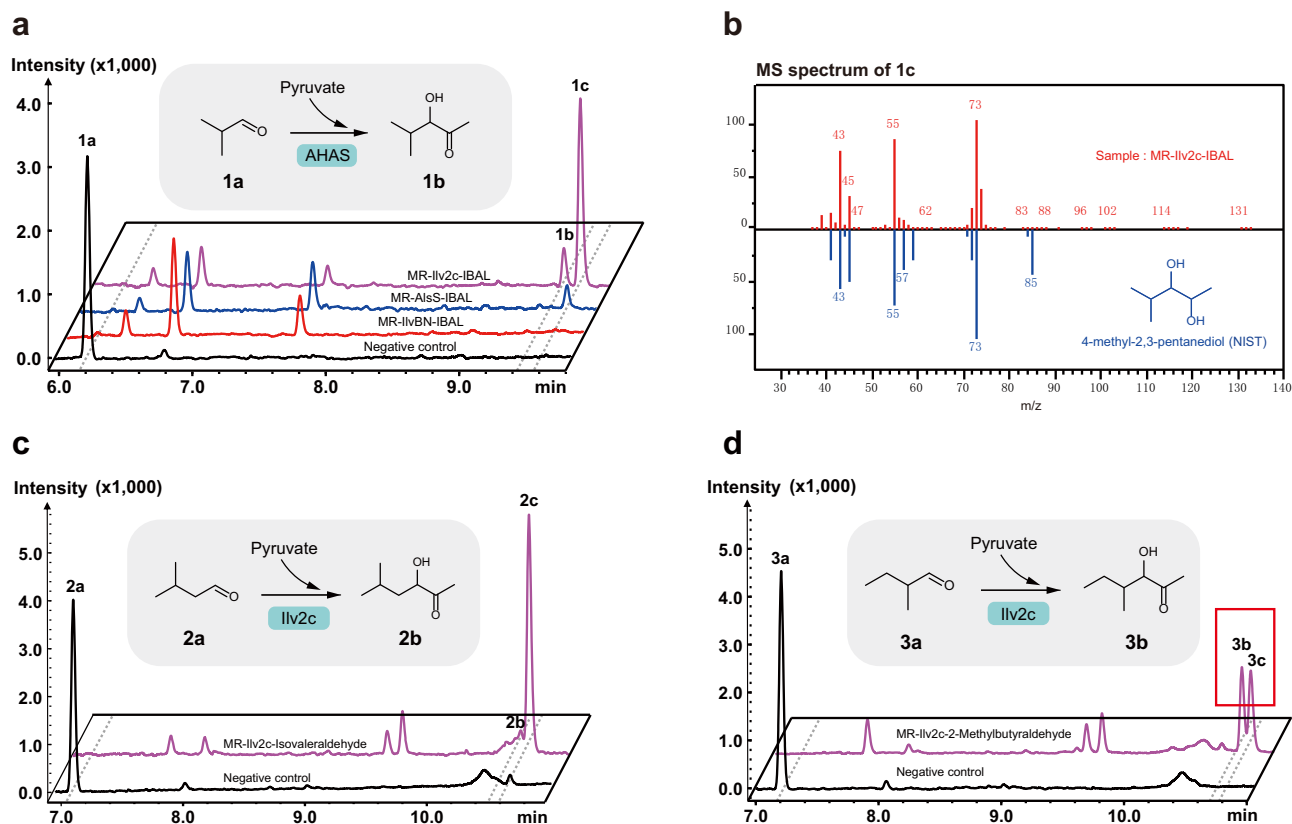 a
Intensity (x1,000)
4.0
3.0
2.0
1.0
0.0
6.0 7.0 8.0 9.0 min
1a
1b
1c
Pyruvate
OH
O
O
AHAS
1a
1b
MR-Ilv2c-IBAL
MR-AlsS-IBAL
MR-IlvBN-IBAL
Negative control
b
MS spectrum of 1c
100
50
0
50
100
43
45
47
55
62
73
83
88
96
102
114
131
Sample : MR-Ilv2c-IBAL
43
55
57
73
85
OH
OH
4-methyl-2,3-pentanediol (NIST)
30 40 50 60 70 80 90 100 110 120 130 140
m/z
c
Intensity (x1,000)
5.0
4.0
3.0
2.0
1.0
0.0
7.0 8.0 9.0 10.0 min
2a
2b
2c
Pyruvate
OH
O
O
Ilv2c
2a
2b
MR-Ilv2c-Isovaleraldehyde
Negative control
d
Intensity (x1,000)
5.0
4.0
3.0
2.0
1.0
0.0
7.0 8.0 9.0 10.0 min
3a
3b
3c
Pyruvate
OH
O
O
Ilv2c
3a
3b
MR-Ilv2c-2-Methylbutyraldehyde
Negative control